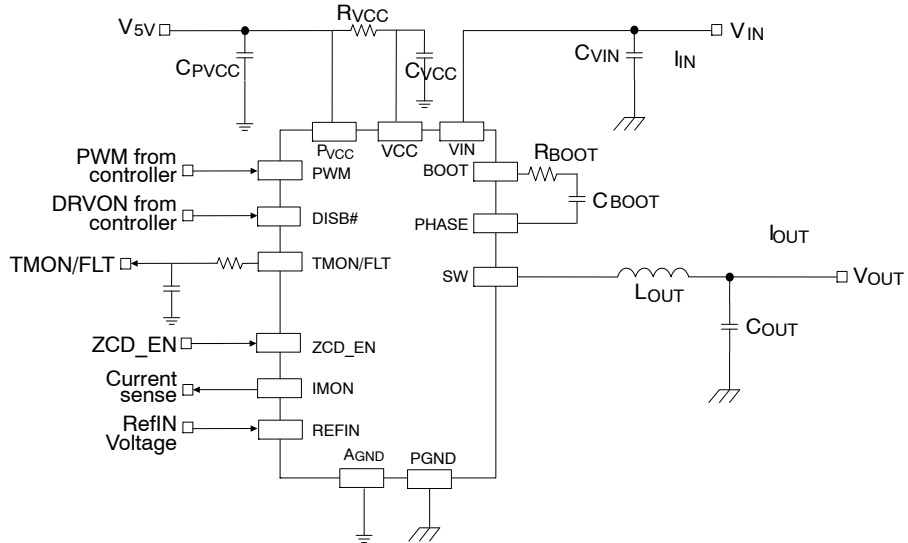 V5V
RVCC
CPVCC
CVCC
CVIN
IIN
VIN
PVCC
VCC
VIN
PWM from
controller
PWM
BOOT
RBOOT
CBOOT
DRVON from
controller
DISB#
PHASE
TMON/FLT
TMON/FLT
SW
LOUT
IOUT
VOUT
COUT
ZCD_EN
ZCD_EN
Current
sense
IMON
RefIN
Voltage
REFIN
AGND
PGND